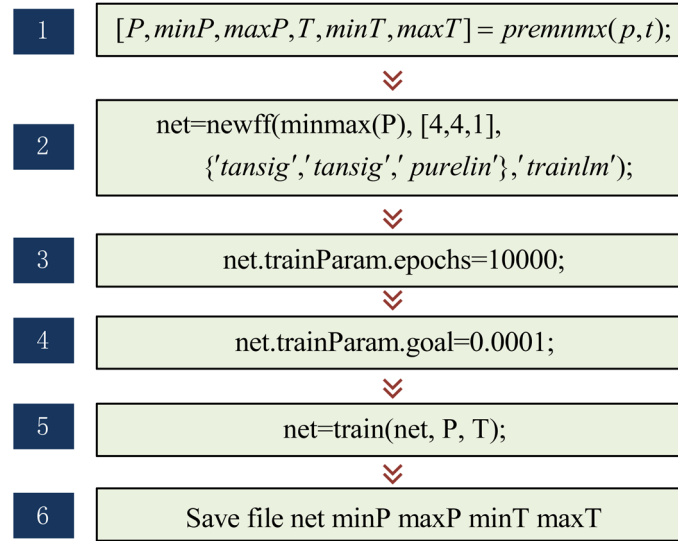 1
[P,minP,maxP,T,minT,maxT] = premnmx(p,t);
2
net=newff(minmax(P), [4,4,1],
{'tansig','tansig',' purelin'},'trainlm');
3
net.trainParam.epochs=10000;
4
net.trainParam.goal=0.0001;
5
net=train(net, P, T);
6
Save file net minP maxP minT maxT